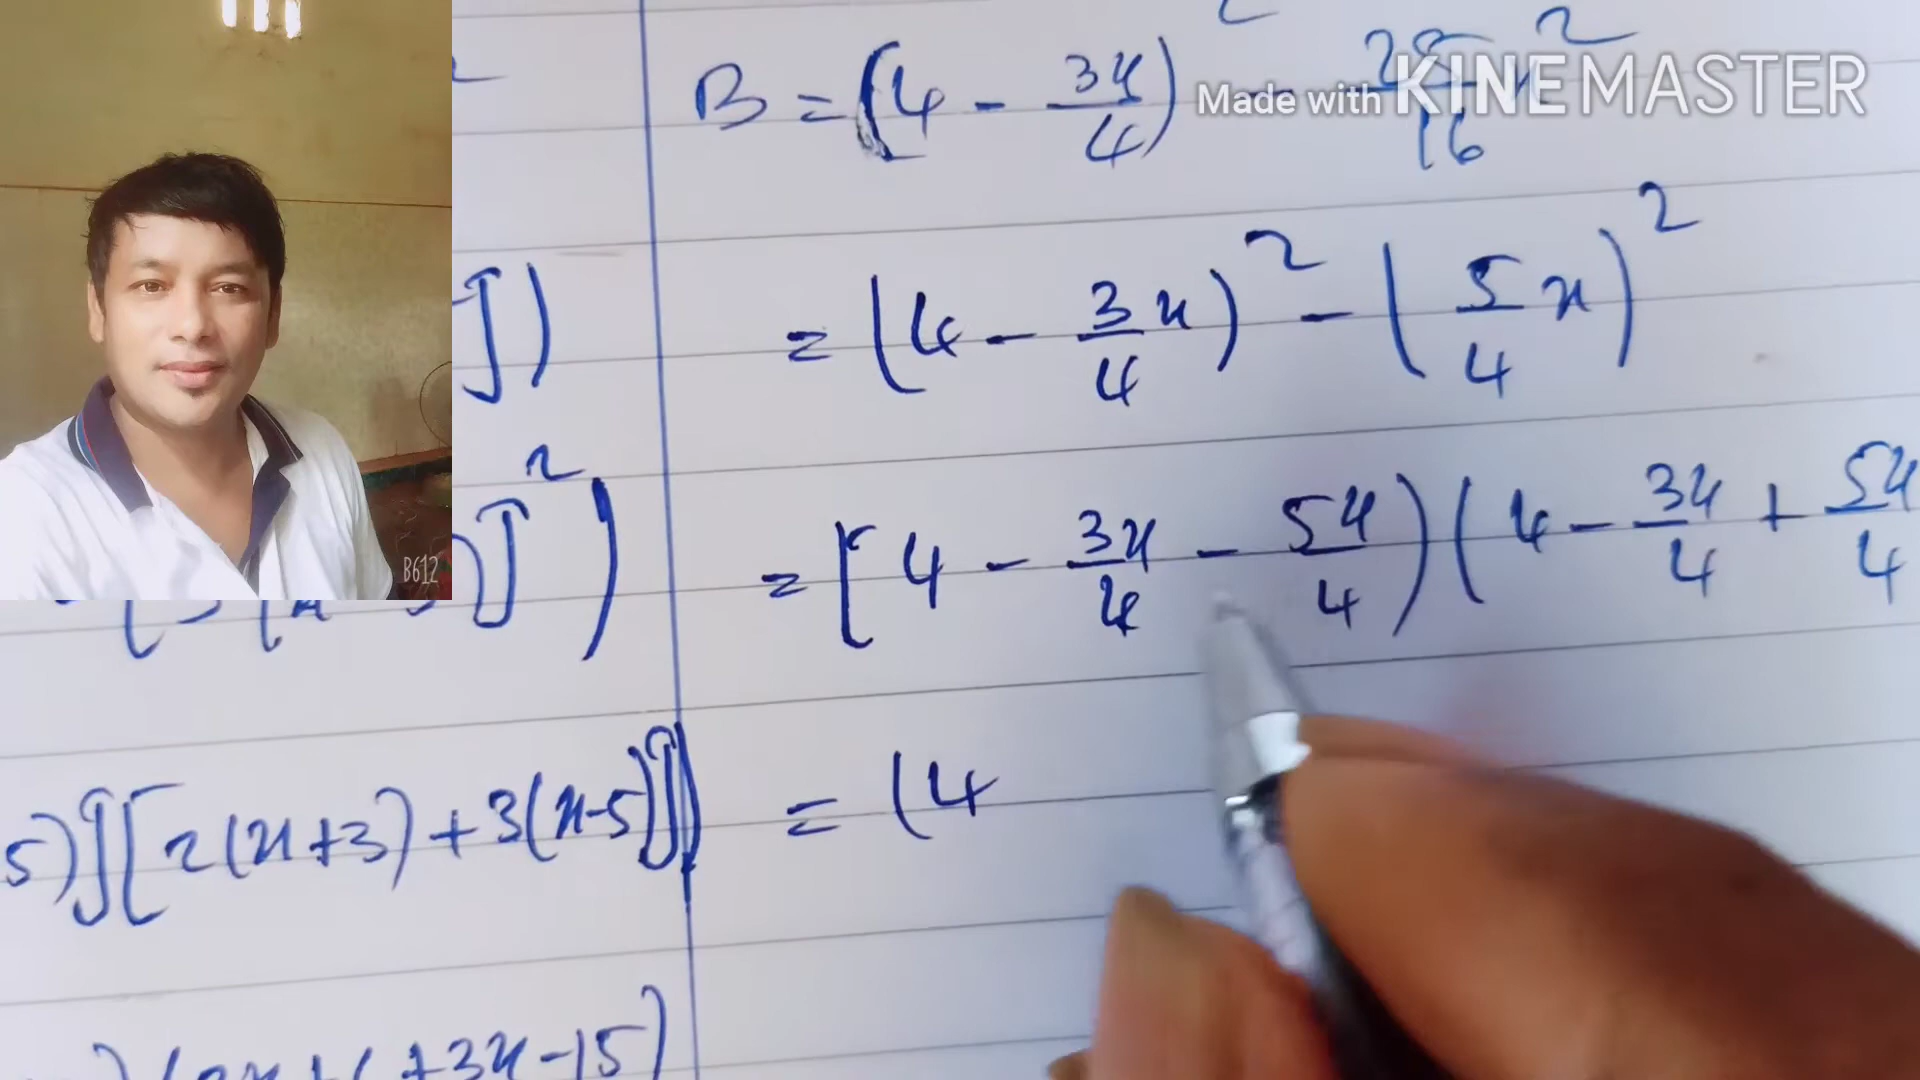 B = (4 - 3x/4)² - 25/16 x²
Made with KINEMASTER
= (4 - 3/4 x)² - (5/4 x)²
= [4 - 3x/4 - 5x/4)(4 - 3x/4 + 5x/4
= (4
])
)]²)
5)][2(x+3)+3(x-5)])
+3x-15)
B612